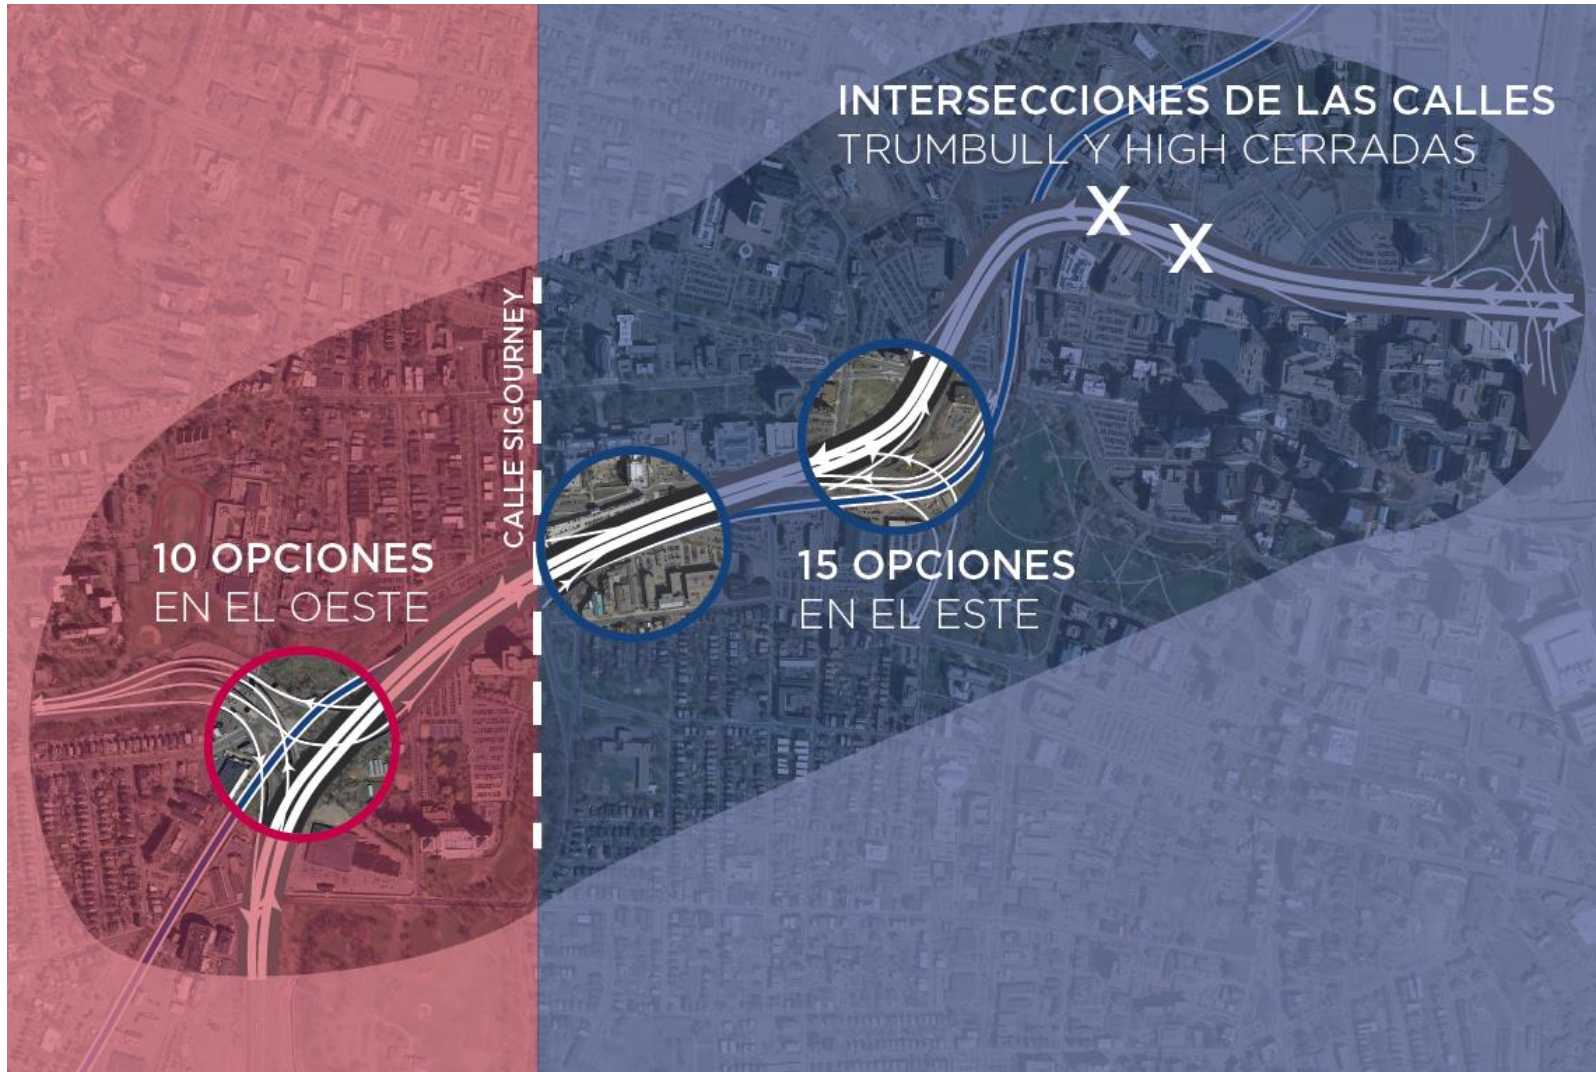 INTERSECCIONES DE LAS CALLES
TRUMBULL Y HIGH CERRADAS
X
X
CALLE SIGOURNEY
10 OPCIONES
EN EL OESTE
15 OPCIONES
EN EL ESTE